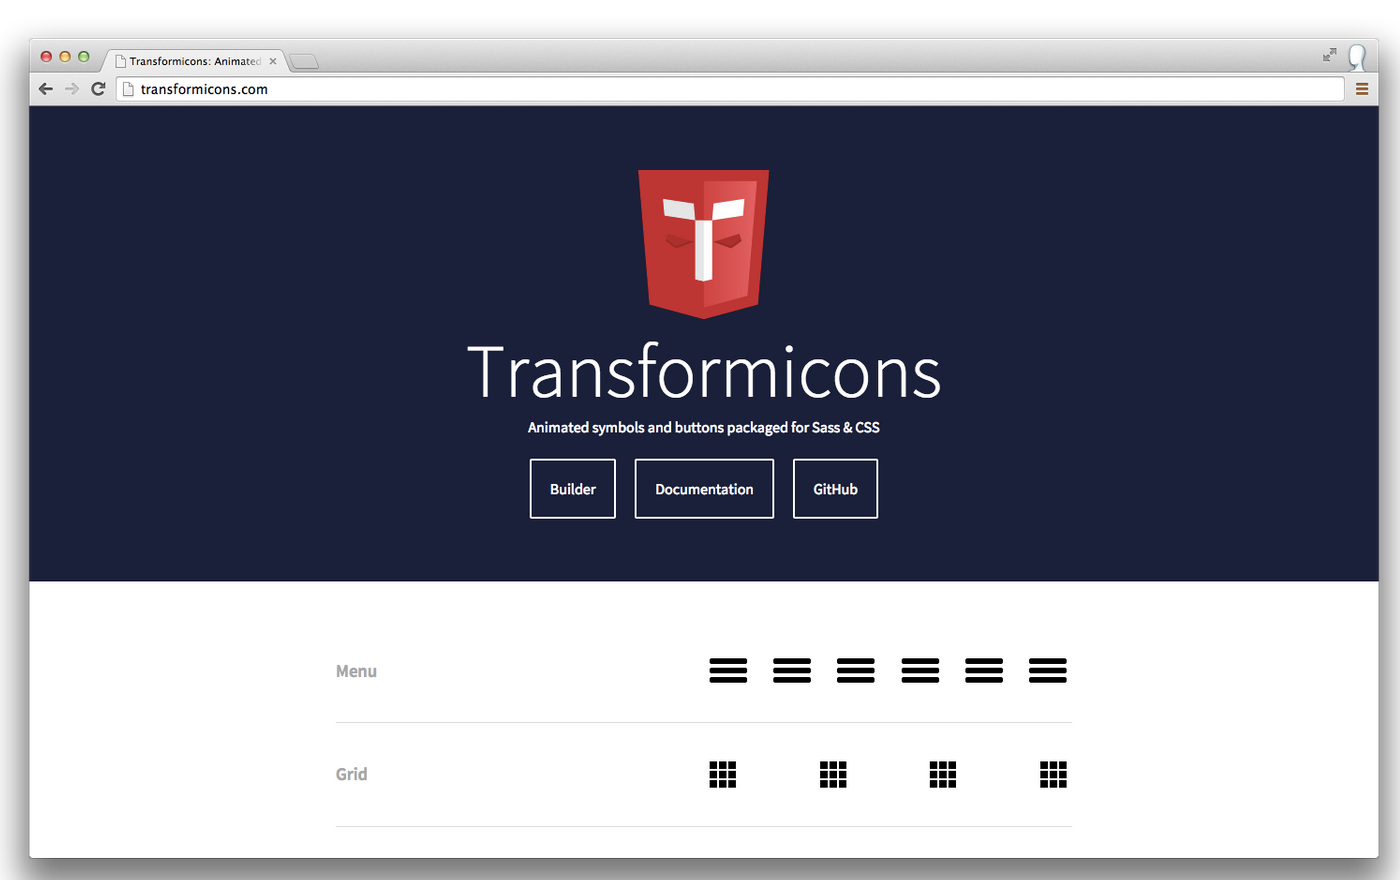 Transformicons: Animated
transformicons.com
Transformicons
Animated symbols and buttons packaged for Sass & CSS
Builder
Documentation
GitHub
Menu
Grid